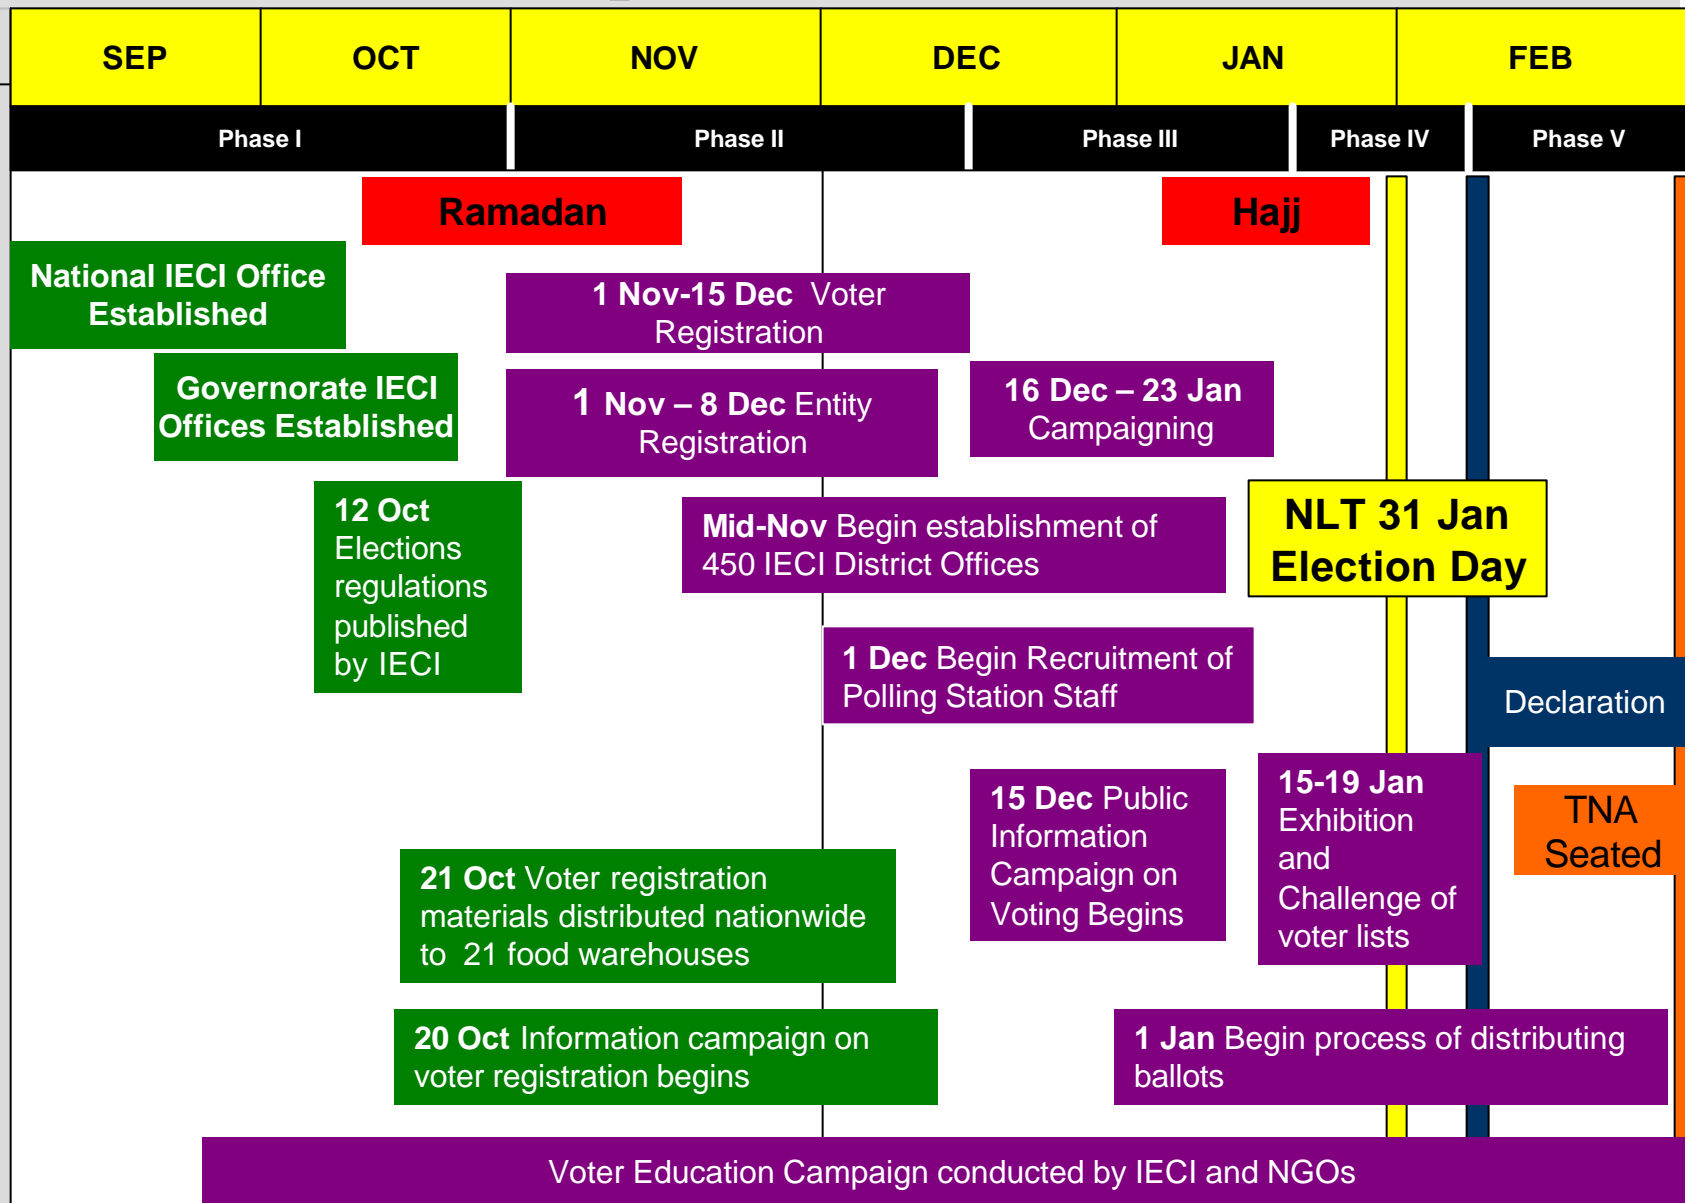 SEP OCT NOV DEC JAN FEB
Phase I Phase II Phase III Phase IV Phase V
Ramadan
Hajj
National IECI Office
Established
1 Nov-15 Dec Voter
Registration
Governorate IECI
Offices Established
1 Nov – 8 Dec Entity
Registration
16 Dec – 23 Jan
Campaigning
12 Oct
Elections
regulations
published
by IECI
Mid-Nov Begin establishment of
450 IECI District Offices
NLT 31 Jan
Election Day
1 Dec Begin Recruitment of
Polling Station Staff
Declaration
15 Dec Public
Information
Campaign on
Voting Begins
15-19 Jan
Exhibition
and
Challenge of
voter lists
TNA
Seated
21 Oct Voter registration
materials distributed nationwide
to 21 food warehouses
20 Oct Information campaign on
voter registration begins
1 Jan Begin process of distributing
ballots
Voter Education Campaign conducted by IECI and NGOs